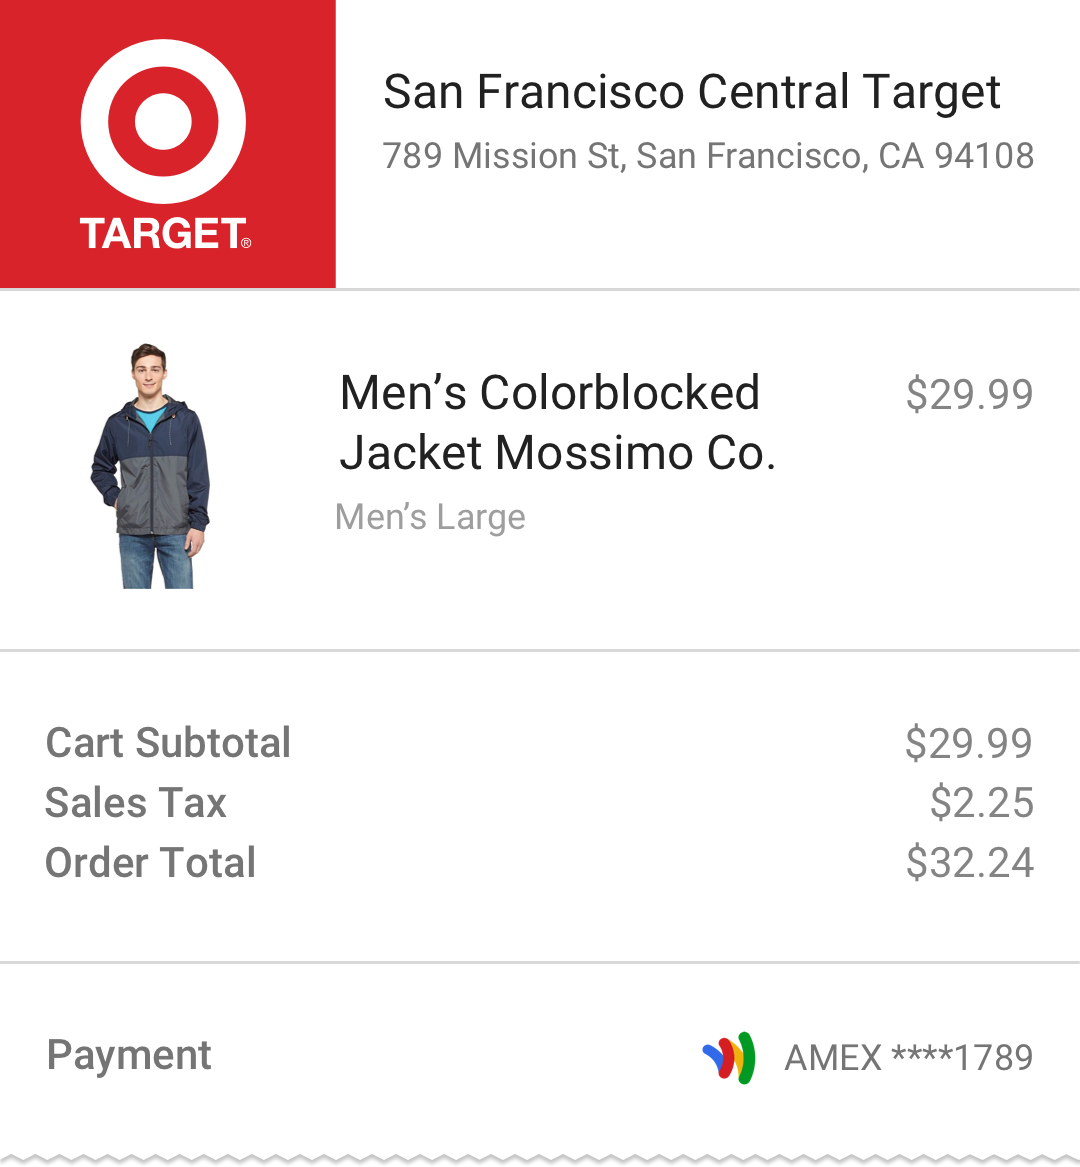 TARGET®
San Francisco Central Target
789 Mission St, San Francisco, CA 94108
Men’s Colorblocked
Jacket Mossimo Co.
$29.99
Men’s Large
Cart Subtotal $29.99
Sales Tax $2.25
Order Total $32.24
Payment AMEX ****1789